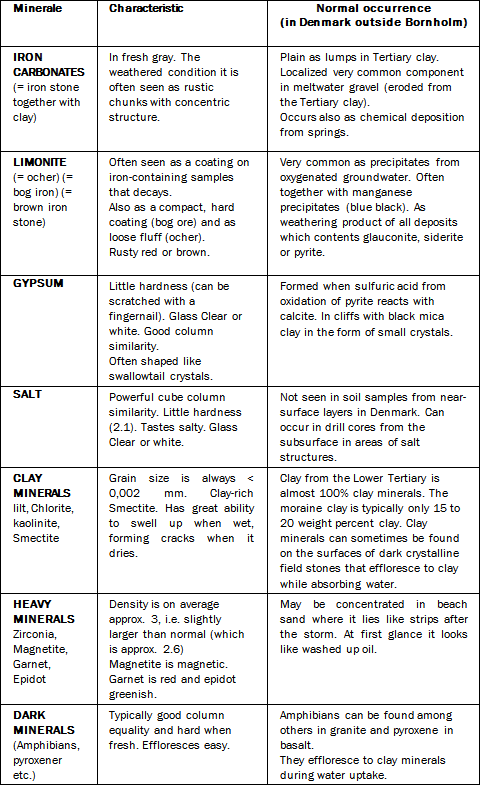 Minerale
Characteristic
Normal occurrence
(in Denmark outside Bornholm)
IRON
CARBONATES
(= iron stone
together with
clay)
In fresh gray. The
weathered condition it is
often seen as rustic
chunks with concentric
structure.
Plain as lumps in Tertiary clay.
Localized very common component
in meltwater gravel (eroded from
the Tertiary clay).
Occurs also as chemical deposition
from springs.
LIMONITE
(= ocher) (=
bog iron) (=
brown iron
stone)
Often seen as a coating on
iron-containing samples
that decays.
Also as a compact, hard
coating (bog ore) and as
loose fluff (ocher).
Rusty red or brown.
Very common as precipitates from
oxygenated groundwater. Often
together with manganese
precipitates (blue black). As
weathering product of all deposits
which contents glauconite, siderite
or pyrite.
GYPSUM
Little hardness (can be
scratched with a
fingernail). Glass Clear or
white. Good column
similarity.
Often shaped like
swallowtail crystals.
Formed when sulfuric acid from
oxidation of pyrite reacts with
calcite. In cliffs with black mica
clay in the form of small crystals.
SALT
Powerful cube column
similarity. Little hardness
(2.1). Tastes salty. Glass
Clear or white.
Not seen in soil samples from near-
surface layers in Denmark. Can
occur in drill cores from the
subsurface in areas of salt
structures.
CLAY
MINERALS
lilt, Chlorite,
kaolinite,
Smectite
Grain size is always <
0,002 mm. Clay-rich
Smectite. Has great ability
to swell up when wet,
forming cracks when it
dries.
Clay from the Lower Tertiary is
almost 100% clay minerals. The
moraine clay is typically only 15 to
20 weight percent clay. Clay
minerals can sometimes be found
on the surfaces of dark crystalline
field stones that effloresce to clay
while absorbing water.
HEAVY
MINERALS
Zirconia,
Magnetite,
Garnet,
Epidot
Density is on average
approx. 3, i.e. slightly
larger than normal (which
is approx. 2.6)
Magnetite is magnetic.
Garnet is red and epidot
greenish.
May be concentrated in beach
sand where it lies like strips after
the storm. At first glance it looks
like washed up oil.
DARK
MINERALS
(Amphibians,
pyroxener
etc.)
Typically good column
equality and hard when
fresh. Effloresces easy.
Amphibians can be found among
others in granite and pyroxene in
basalt.
They effloresce to clay minerals
during water uptake.